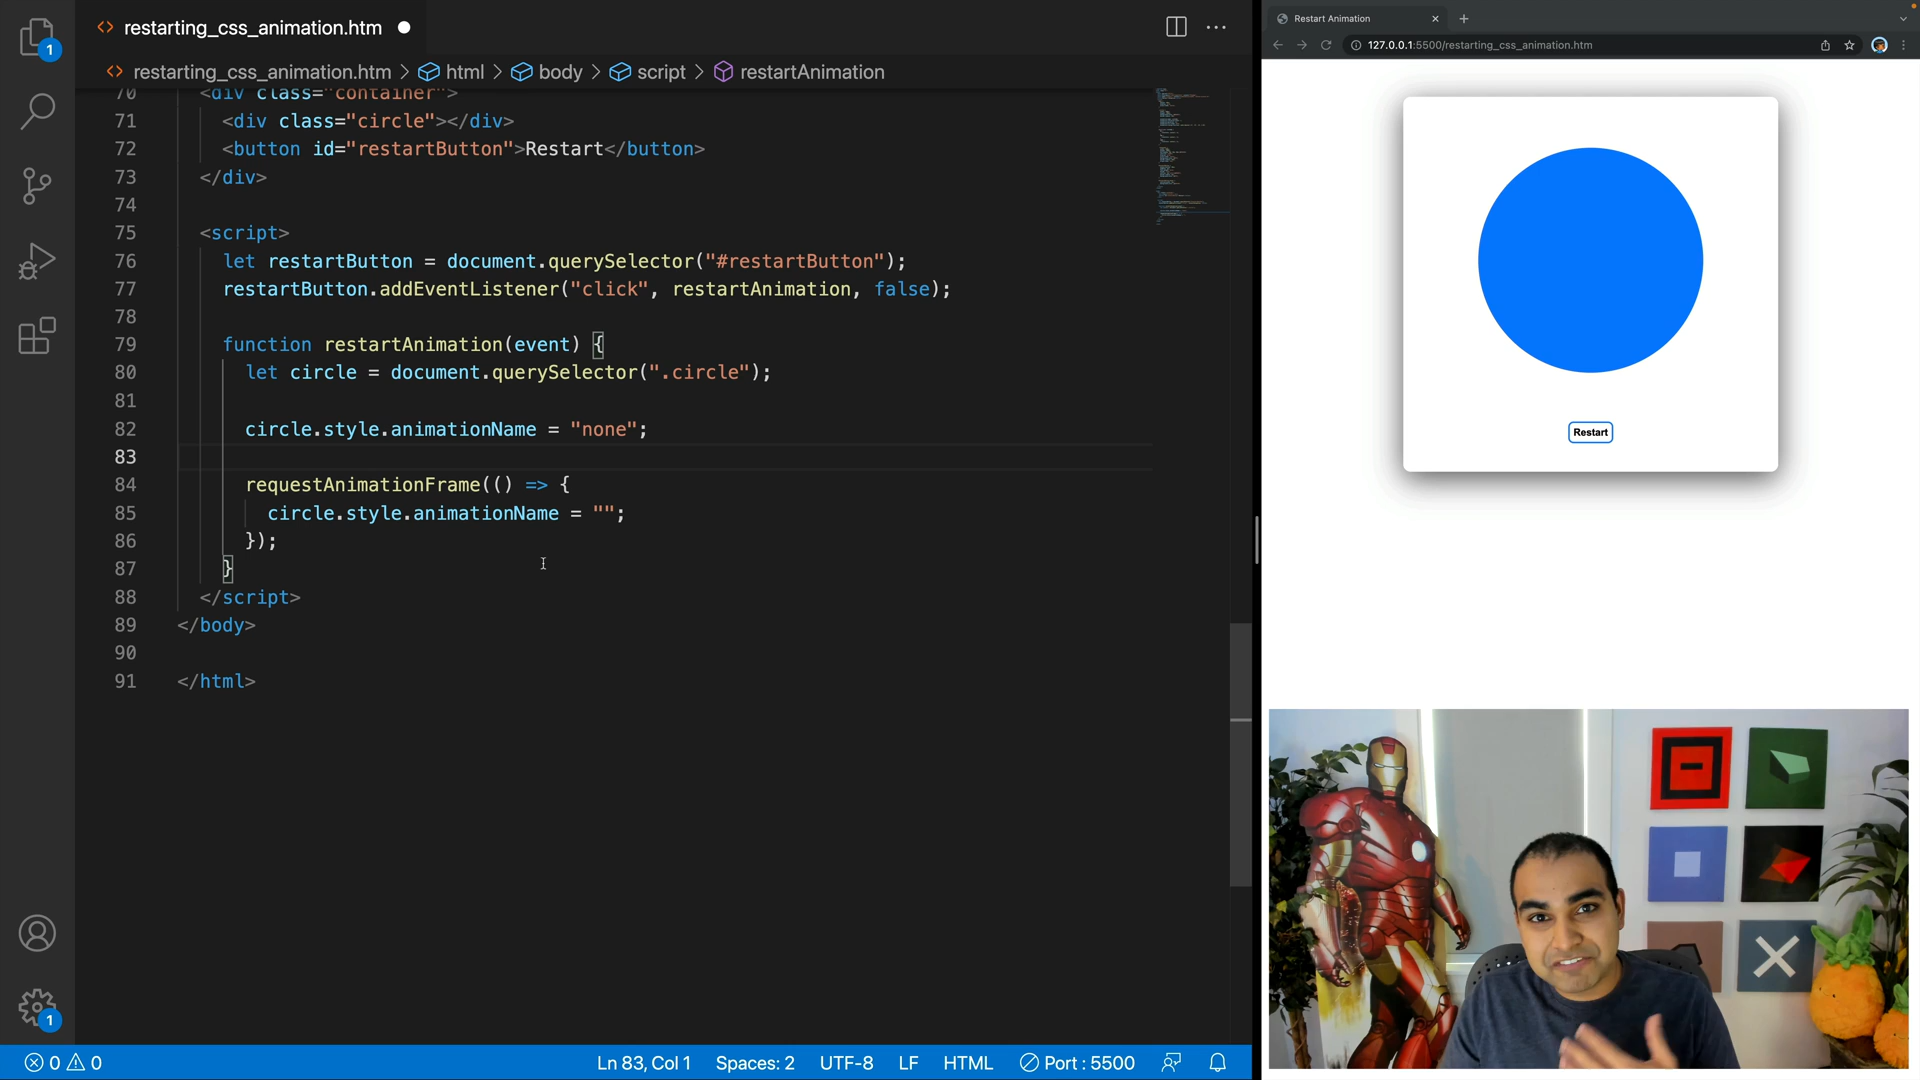 restarting_css_animation.htm
restarting_css_animation.htm > html > body > script > restartAnimation
70 <div class="container">
71 <div class="circle"></div>
72 <button id="restartButton">Restart</button>
73 </div>
74
75 <script>
76 let restartButton = document.querySelector("#restartButton");
77 restartButton.addEventListener("click", restartAnimation, false);
78
79 function restartAnimation(event) {
80 let circle = document.querySelector(".circle");
81
82 circle.style.animationName = "none";
83
84 requestAnimationFrame(() => {
85 circle.style.animationName = "";
86 });
87 }
88 </script>
89 </body>
90
91 </html>
1
1
0 0
Ln 83, Col 1 Spaces: 2 UTF-8 LF HTML Port : 5500
Restart Animation
127.0.0.1:5500/restarting_css_animation.htm
Restart